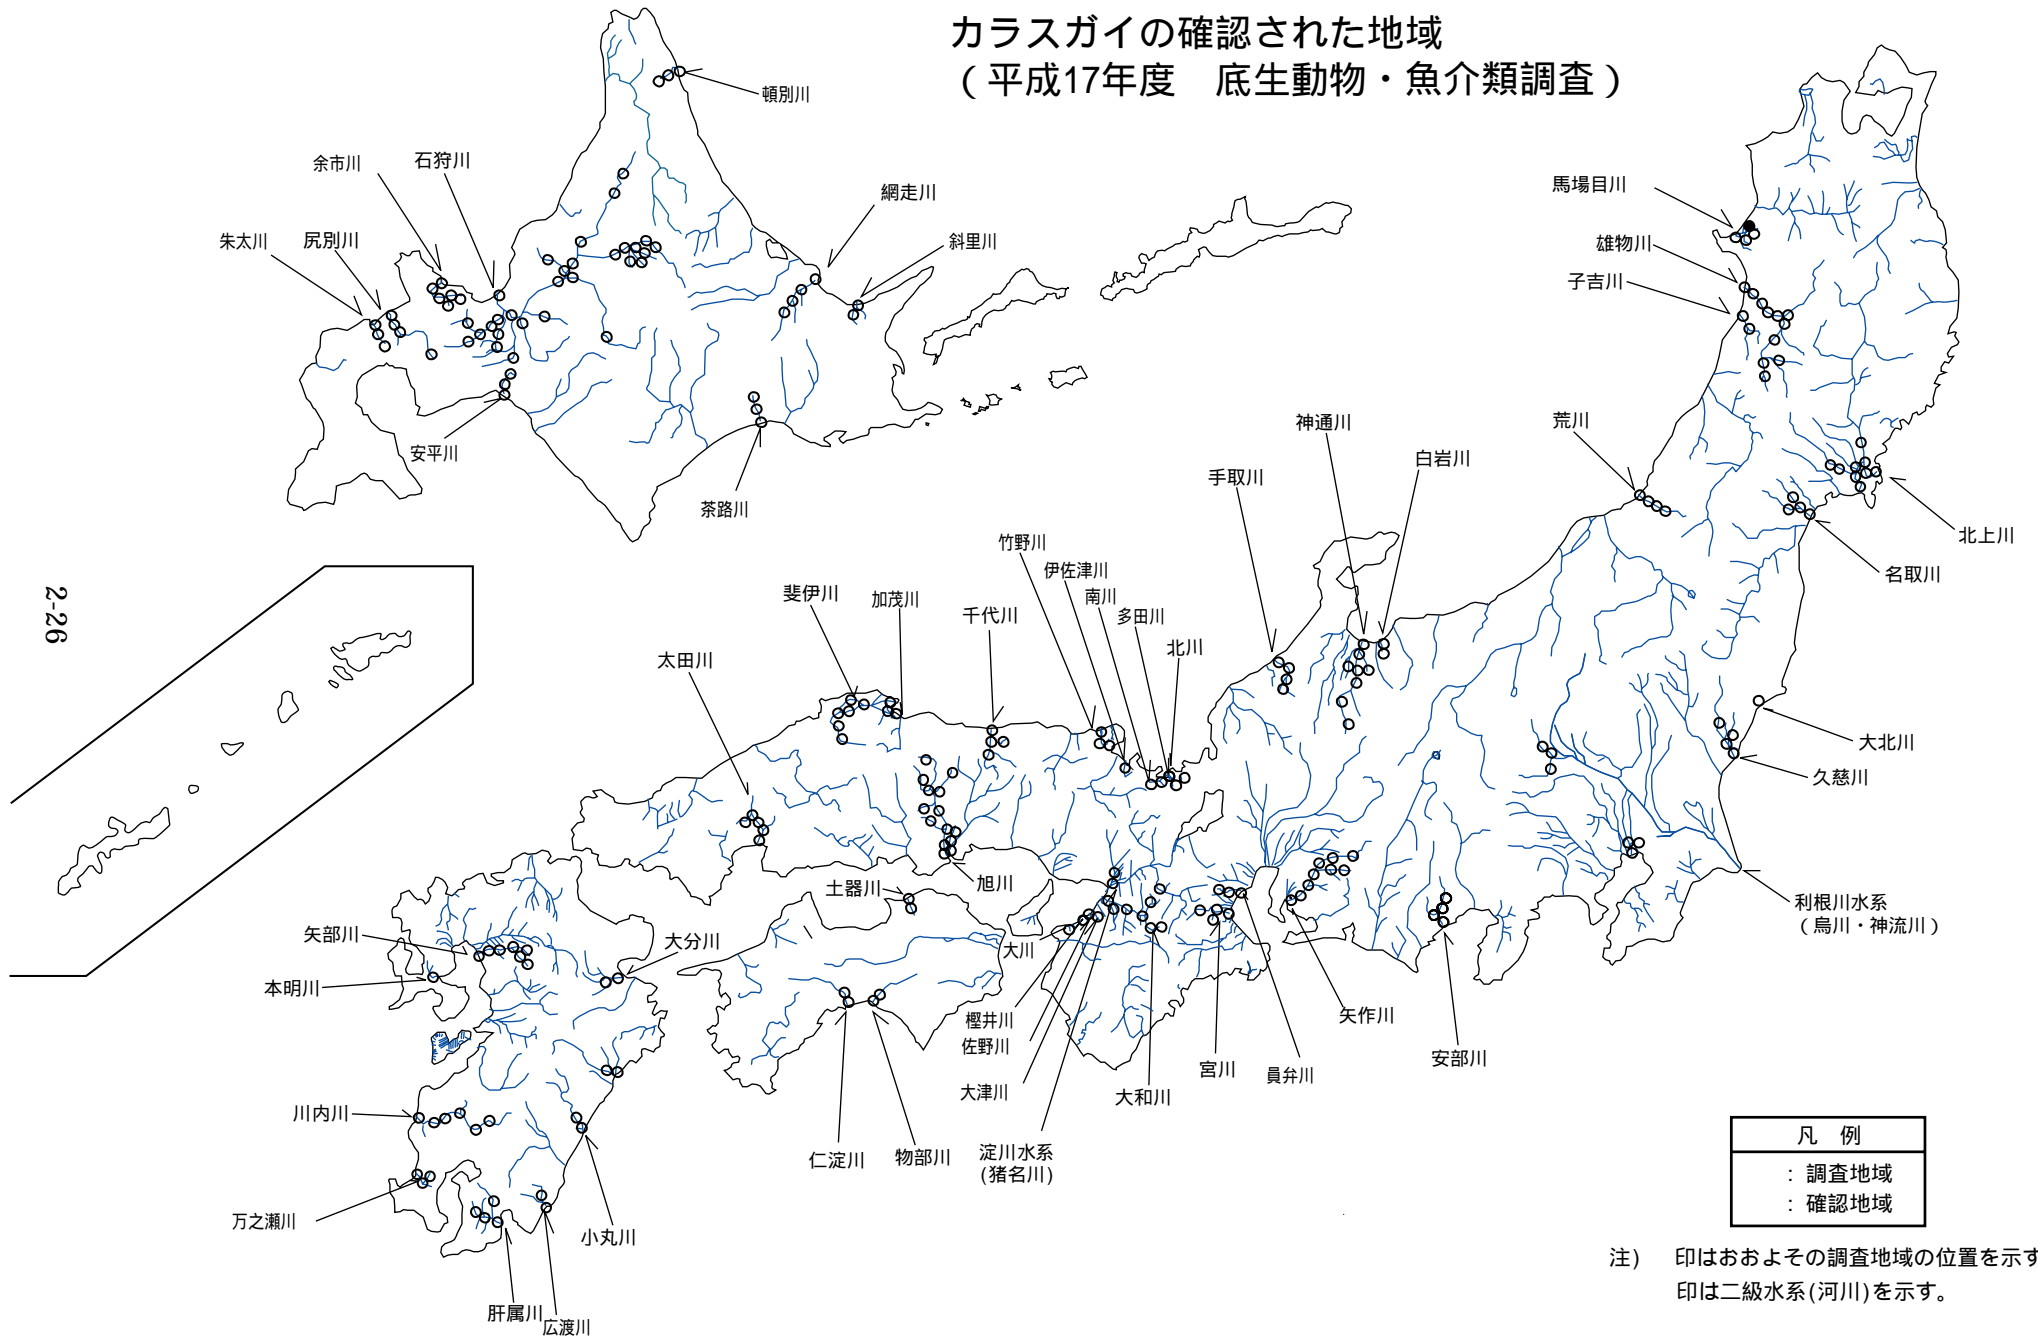 カラスガイの確認された地域
(平成17年度 底生動物・魚介類調査)
頓別川
余市川
石狩川
網走川
朱太川
尻別川
斜里川
馬場目川
雄物川
子吉川
安平川
茶路川
荒川
神通川
白岩川
手取川
北上川
名取川
竹野川
伊佐津川
南川
多田川
北川
斐伊川
加茂川
千代川
太田川
大北川
久慈川
旭川
土器川
利根川水系
(烏川・神流川)
矢部川
大分川
大川
本明川
樫井川
佐野川
矢作川
安部川
宮川
員弁川
大津川
大和川
川内川
仁淀川
物部川
淀川水系
(猪名川)
万之瀬川
小丸川
肝属川
広渡川
凡 例
: 調査地域
: 確認地域
注) 印はおおよその調査地域の位置を示す
印は二級水系(河川)を示す。
2-26